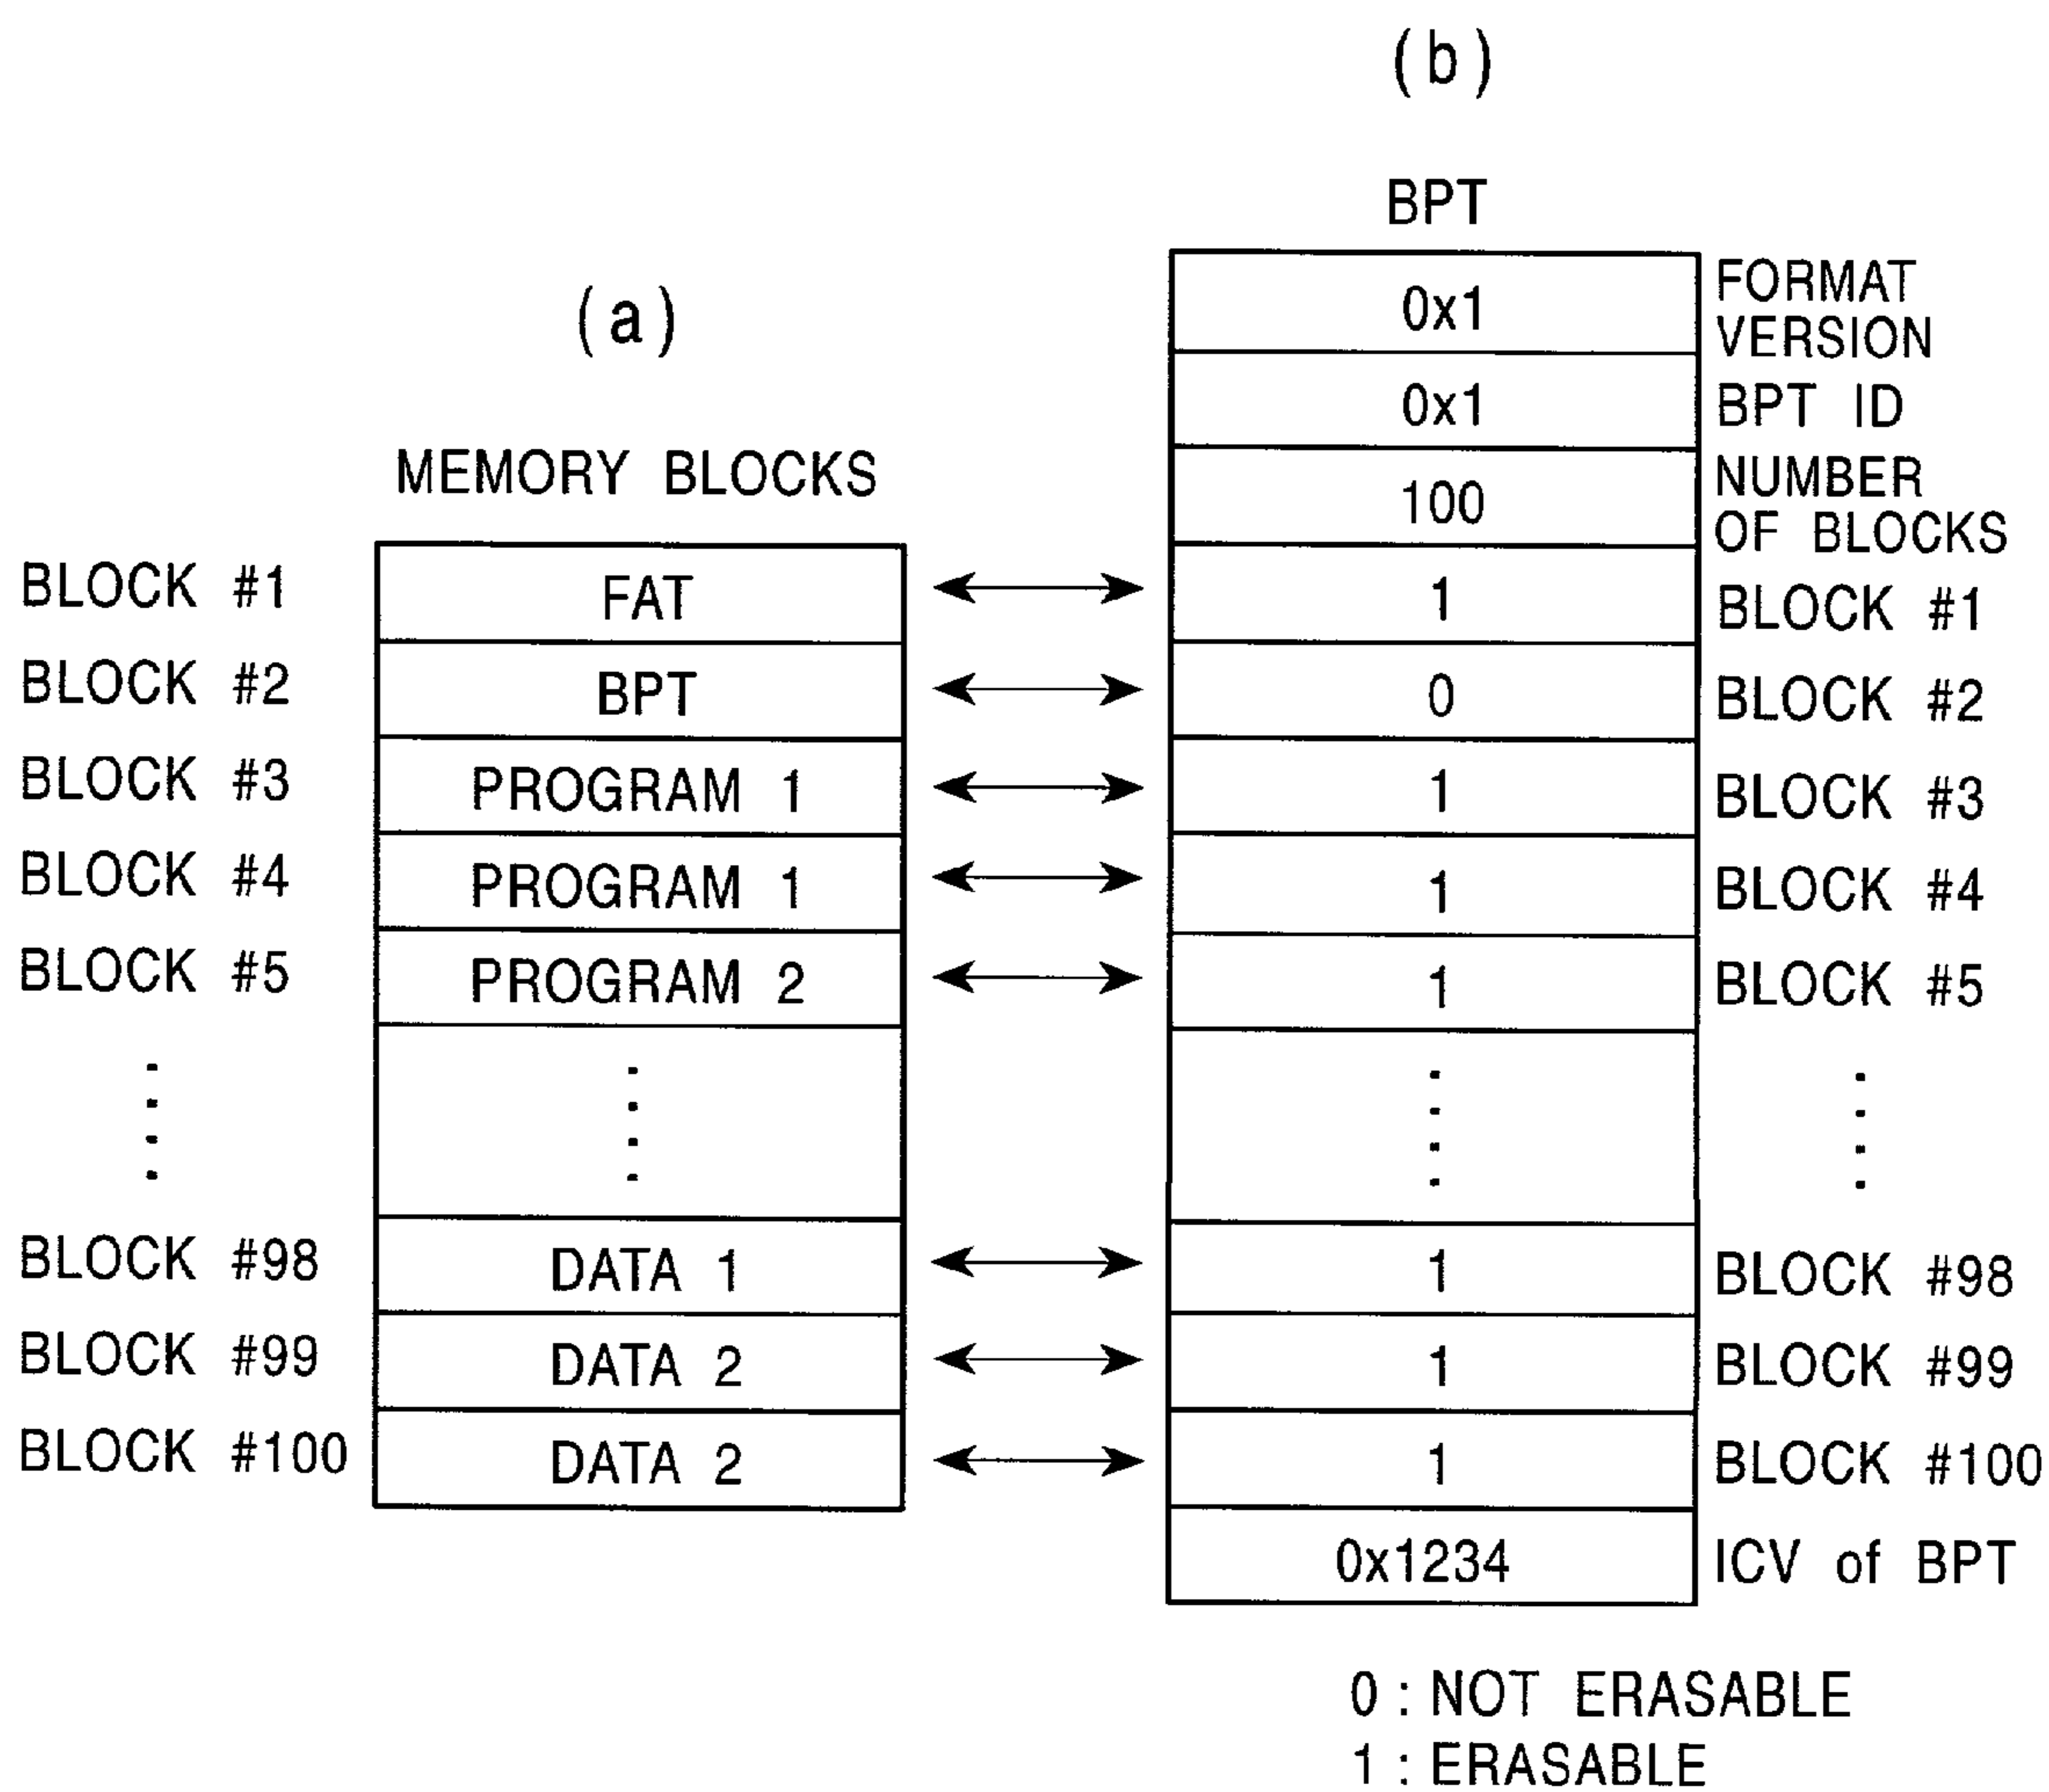 (b)
BPT
(a)
MEMORY BLOCKS
0x1 FORMAT VERSION
0x1 BPT ID
100 NUMBER OF BLOCKS
BLOCK #1 FAT 1 BLOCK #1
BLOCK #2 BPT 0 BLOCK #2
BLOCK #3 PROGRAM 1 1 BLOCK #3
BLOCK #4 PROGRAM 1 1 BLOCK #4
BLOCK #5 PROGRAM 2 1 BLOCK #5
BLOCK #98 DATA 1 1 BLOCK #98
BLOCK #99 DATA 2 1 BLOCK #99
BLOCK #100 DATA 2 1 BLOCK #100
0x1234 ICV of BPT
0 : NOT ERASABLE
1 : ERASABLE